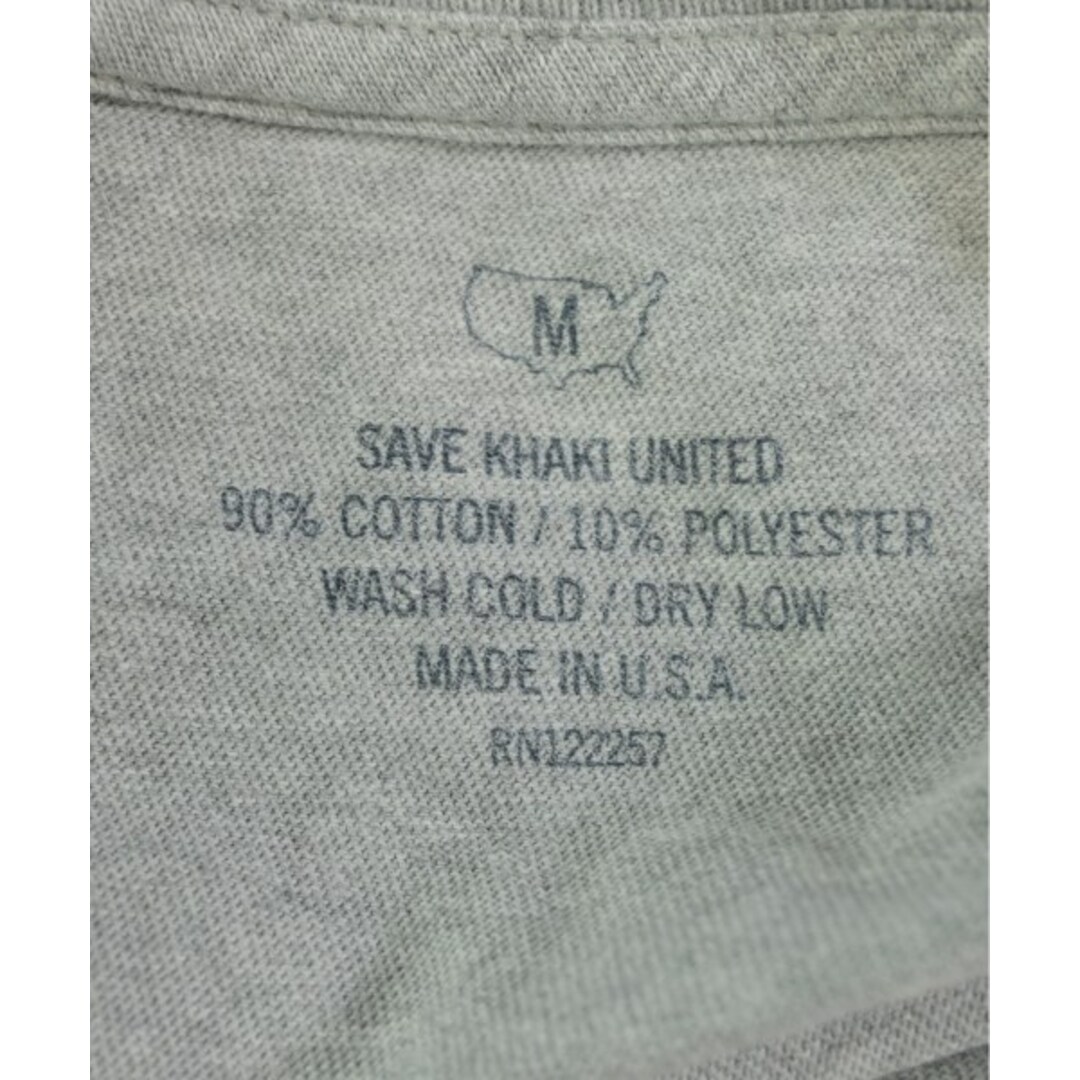 M
SAVE KHAKI UNITED
90% COTTON / 10% POLYESTER
WASH COLD / DRY LOW
MADE IN U.S.A.
RN122257